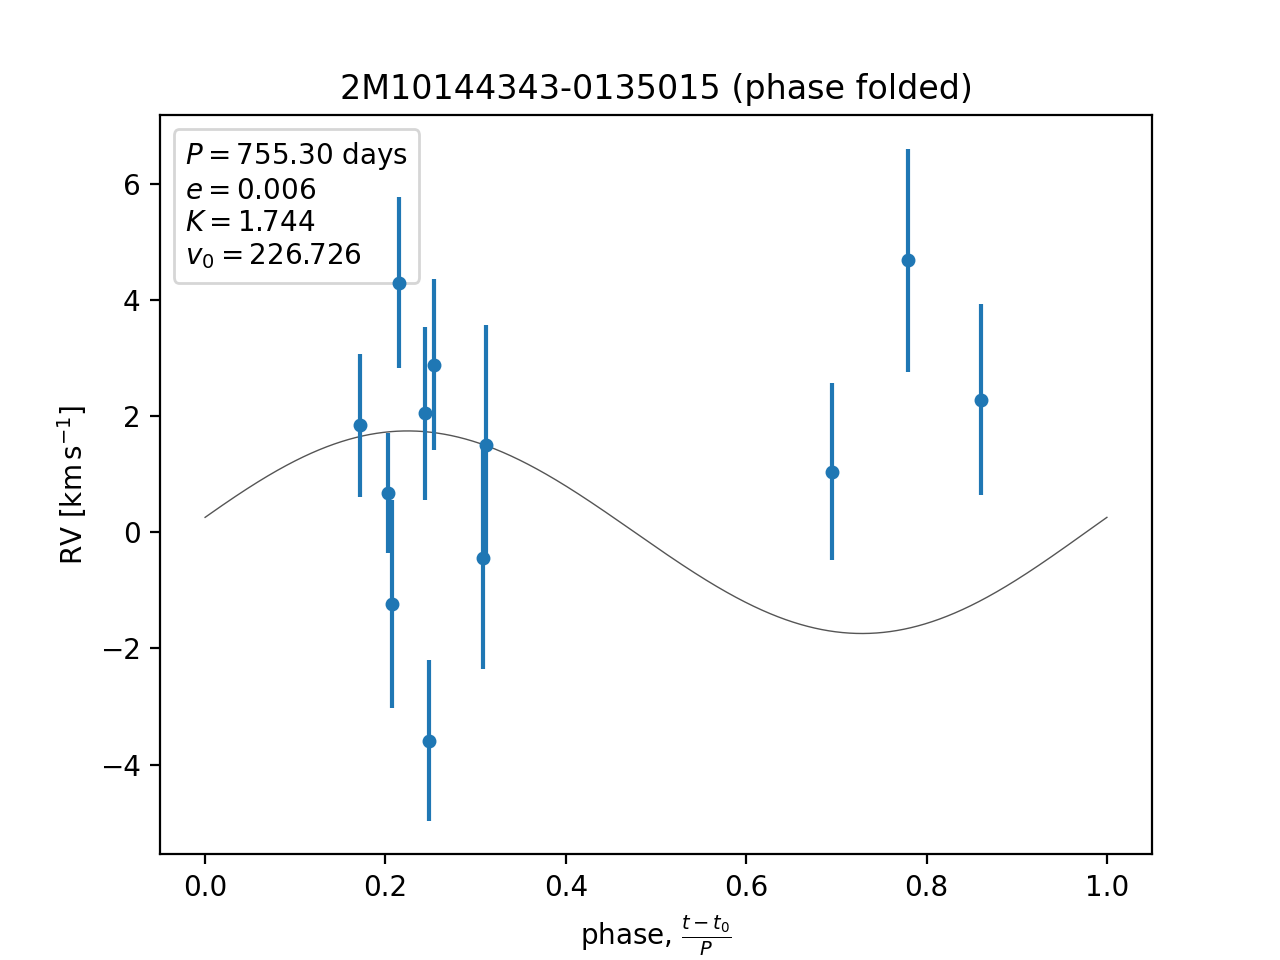 2M10144343-0135015 (phase folded)
P = 755.30 days
e = 0.006
K = 1.744
v₀ = 226.726
6
4
2
0
−2
−4
RV [km s⁻¹]
0.0 0.2 0.4 0.6 0.8 1.0
phase, (t − t₀)/P